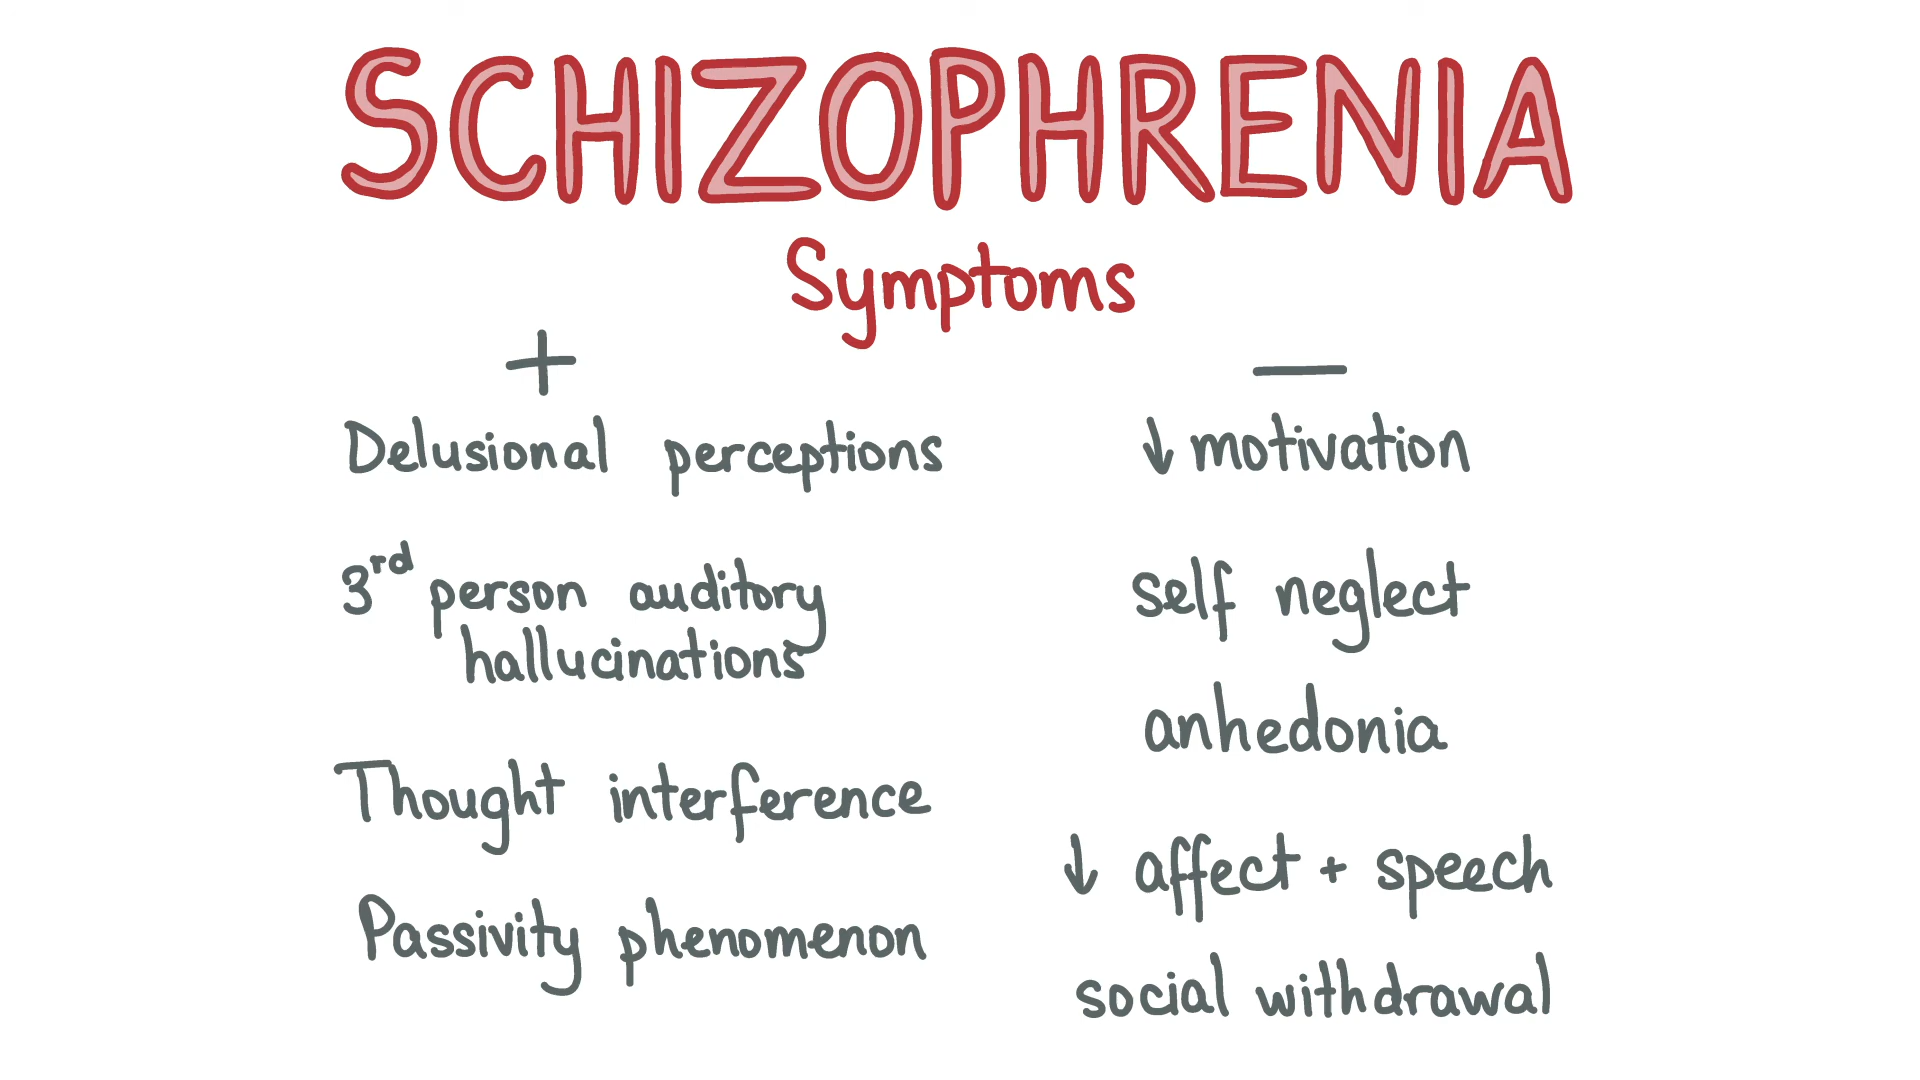 SCHIZOPHRENIA
Symptoms
+
Delusional perceptions
3rd person auditory
hallucinations
Thought interference
Passivity phenomenon
—
↓ motivation
self neglect
anhedonia
↓ affect + speech
social withdrawal